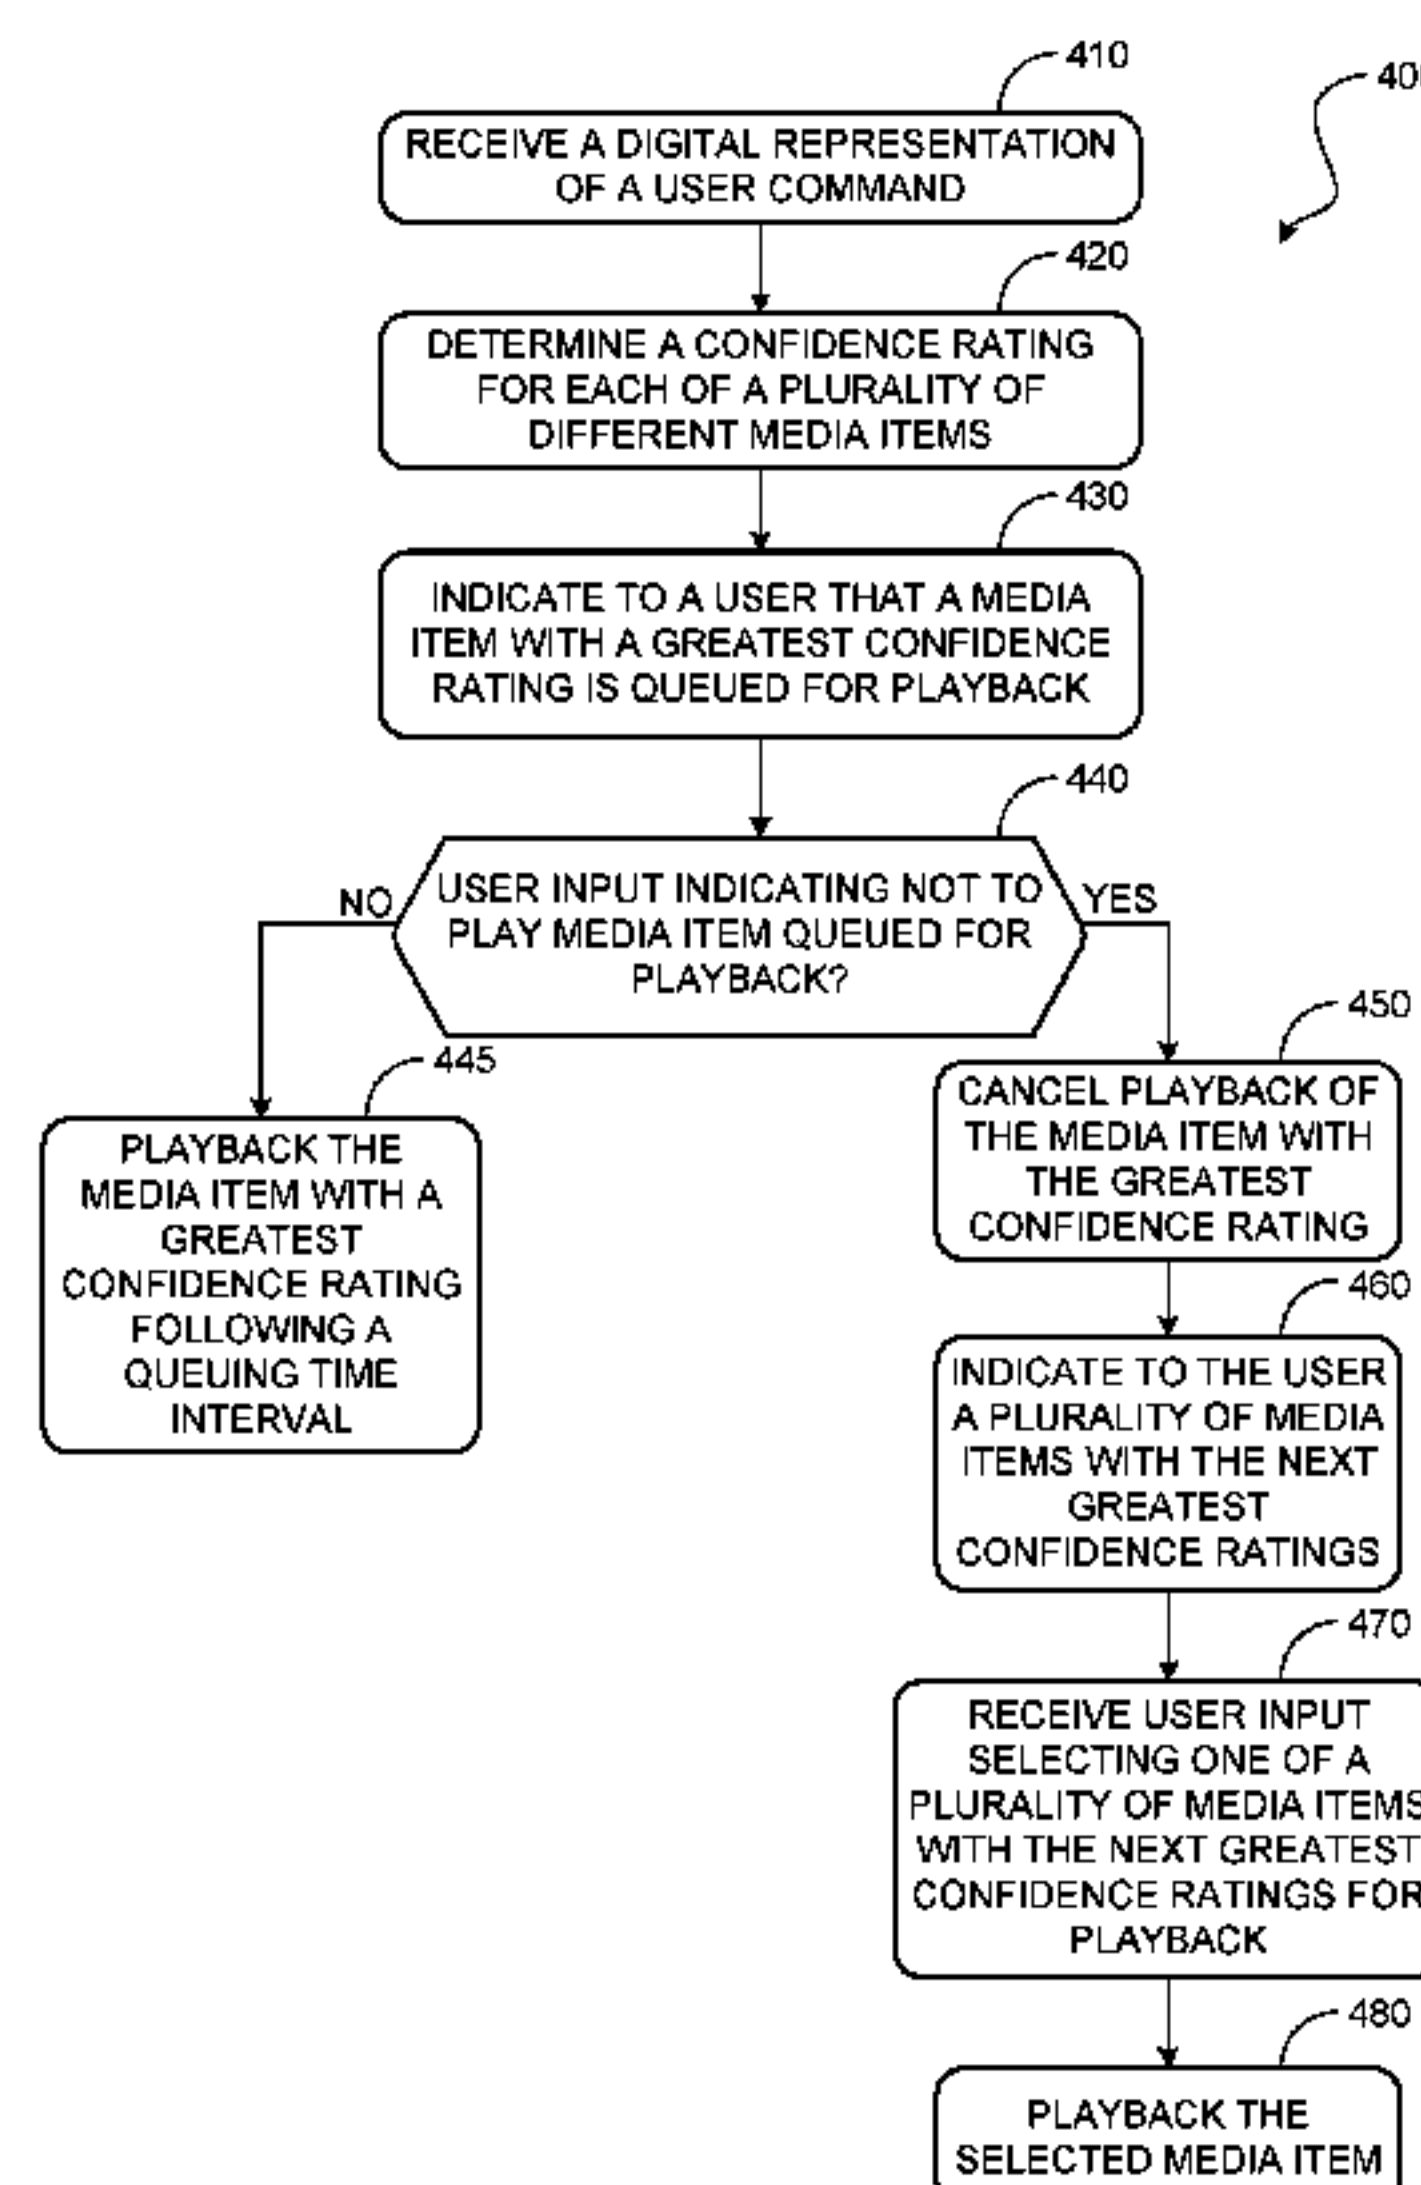 410
40
RECEIVE A DIGITAL REPRESENTATION
OF A USER COMMAND
420
DETERMINE A CONFIDENCE RATING
FOR EACH OF A PLURALITY OF
DIFFERENT MEDIA ITEMS
430
INDICATE TO A USER THAT A MEDIA
ITEM WITH A GREATEST CONFIDENCE
RATING IS QUEUED FOR PLAYBACK
440
USER INPUT INDICATING NOT TO
PLAY MEDIA ITEM QUEUED FOR
PLAYBACK?
NO
YES
445
PLAYBACK THE
MEDIA ITEM WITH A
GREATEST
CONFIDENCE RATING
FOLLOWING A
QUEUING TIME
INTERVAL
450
CANCEL PLAYBACK OF
THE MEDIA ITEM WITH
THE GREATEST
CONFIDENCE RATING
460
INDICATE TO THE USER
A PLURALITY OF MEDIA
ITEMS WITH THE NEXT
GREATEST
CONFIDENCE RATINGS
470
RECEIVE USER INPUT
SELECTING ONE OF A
PLURALITY OF MEDIA ITEMS
WITH THE NEXT GREATEST
CONFIDENCE RATINGS FOR
PLAYBACK
480
PLAYBACK THE
SELECTED MEDIA ITEM